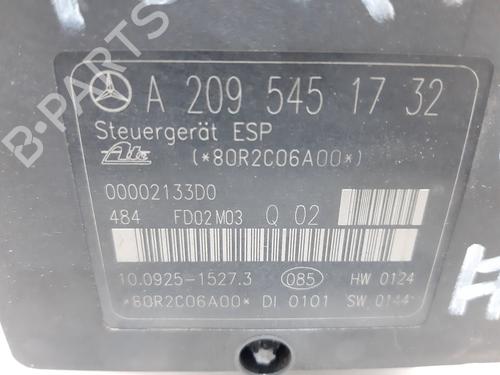 A 209 545 17 32
Steuergerät ESP
Ate (*80R2C06A00*)
00002133D0
484 FD02M03 Q 02
10.0925-1527.3 085 HW 0124
*80R2C06A00* DI 0101 SW 0144
B-PARTS